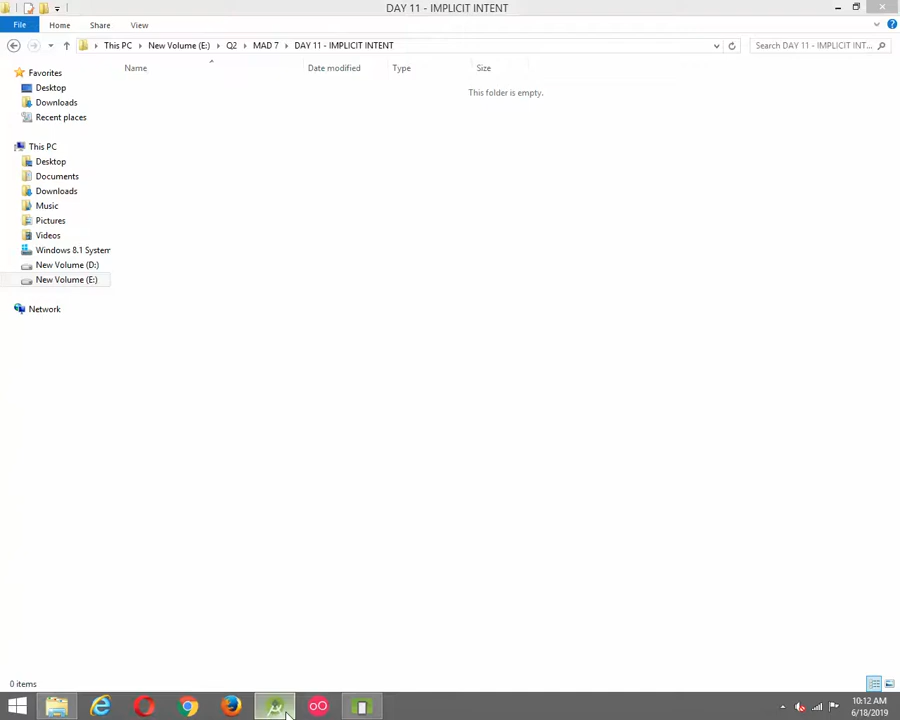 DAY 11 - IMPLICIT INTENT
File Home Share View
This PC New Volume (E:) Q2 MAD 7 DAY 11 - IMPLICIT INTENT
Search DAY 11 - IMPLICIT INT...
Name Date modified Type Size
This folder is empty.
Favorites
Desktop
Downloads
Recent places
This PC
Desktop
Documents
Downloads
Music
Pictures
Videos
Windows 8.1 System
New Volume (D:)
New Volume (E:)
Network
0 items
10:12 AM
6/18/2019